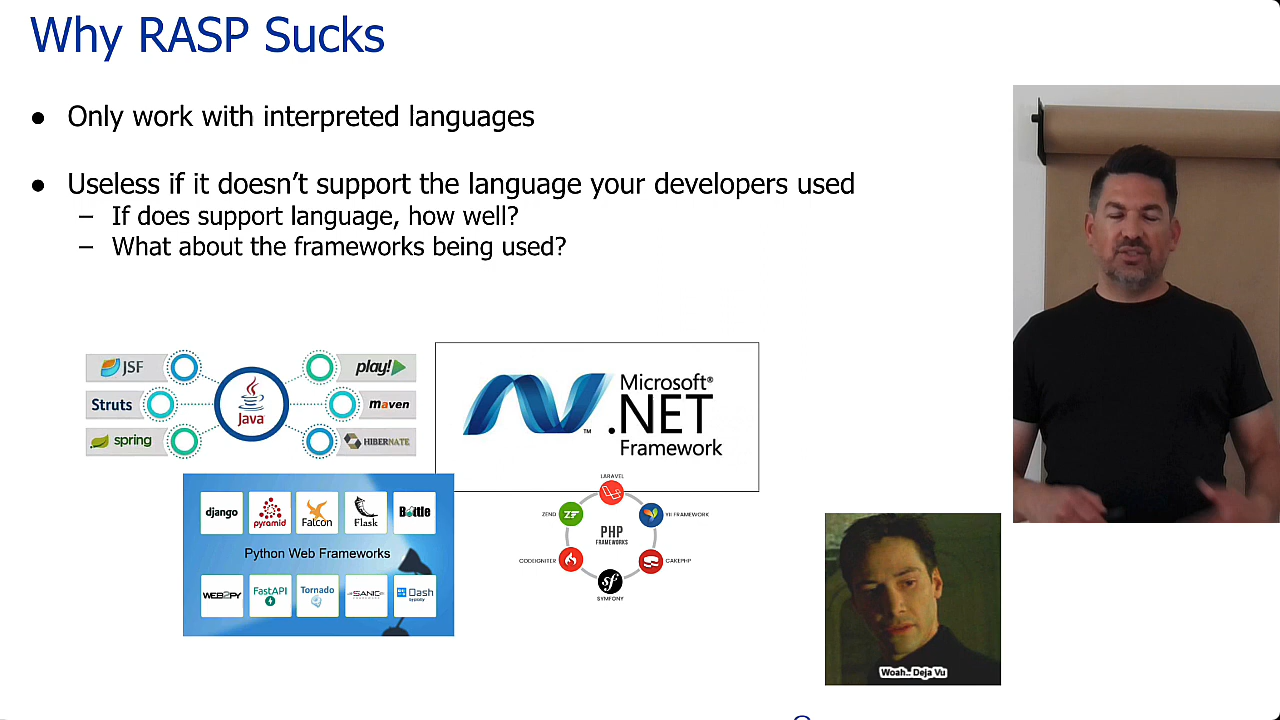 Why RASP Sucks
● Only work with interpreted languages
● Useless if it doesn't support the language your developers used
– If does support language, how well?
– What about the frameworks being used?
JSF
play!
Struts
Java
maven
spring
HIBERNATE
Microsoft®
.NET
™
Framework
django
pyramid
Falcon
Flask
Bottle
Python Web Frameworks
WEB2PY
FastAPI
Tornado
SANIC
Dash
LARAVEL
ZEND
YII FRAMEWORK
PHP
FRAMEWORKS
CODEIGNITER
CAKEPHP
sf
SYMFONY
Woah.. Deja Vu